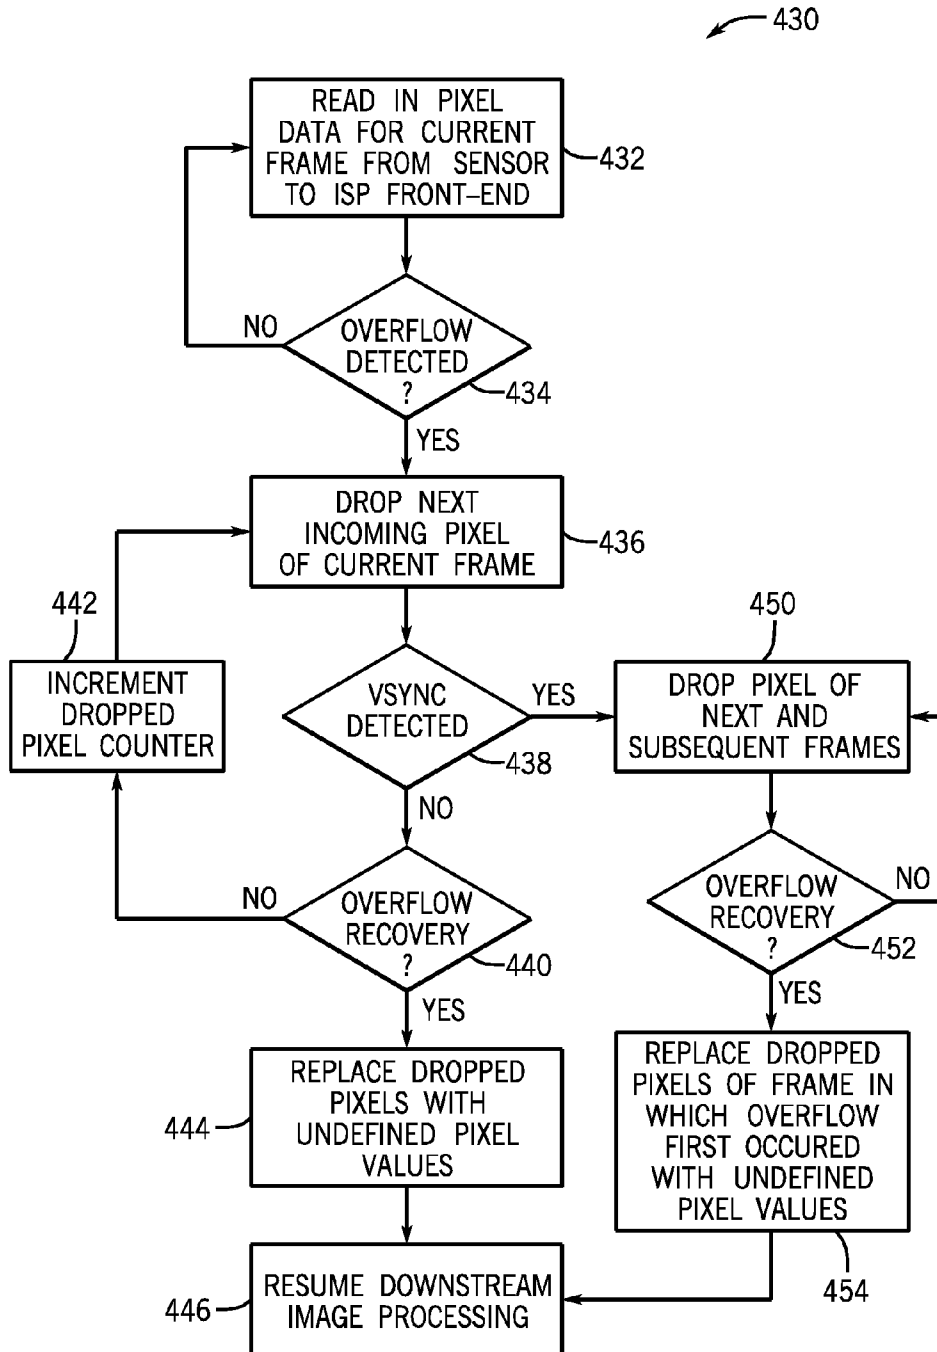 430
READ IN PIXEL
DATA FOR CURRENT
FRAME FROM SENSOR
TO ISP FRONT-END
432
NO
OVERFLOW
DETECTED
?
434
YES
DROP NEXT
INCOMING PIXEL
OF CURRENT FRAME
436
442
INCREMENT
DROPPED
PIXEL COUNTER
VSYNC
DETECTED
438
YES
NO
450
DROP PIXEL OF
NEXT AND
SUBSEQUENT FRAMES
NO
OVERFLOW
RECOVERY
?
440
YES
OVERFLOW
RECOVERY
?
452
NO
YES
444
REPLACE DROPPED
PIXELS WITH
UNDEFINED PIXEL
VALUES
REPLACE DROPPED
PIXELS OF FRAME IN
WHICH OVERFLOW
FIRST OCCURED
WITH UNDEFINED
PIXEL VALUES
454
446
RESUME DOWNSTREAM
IMAGE PROCESSING